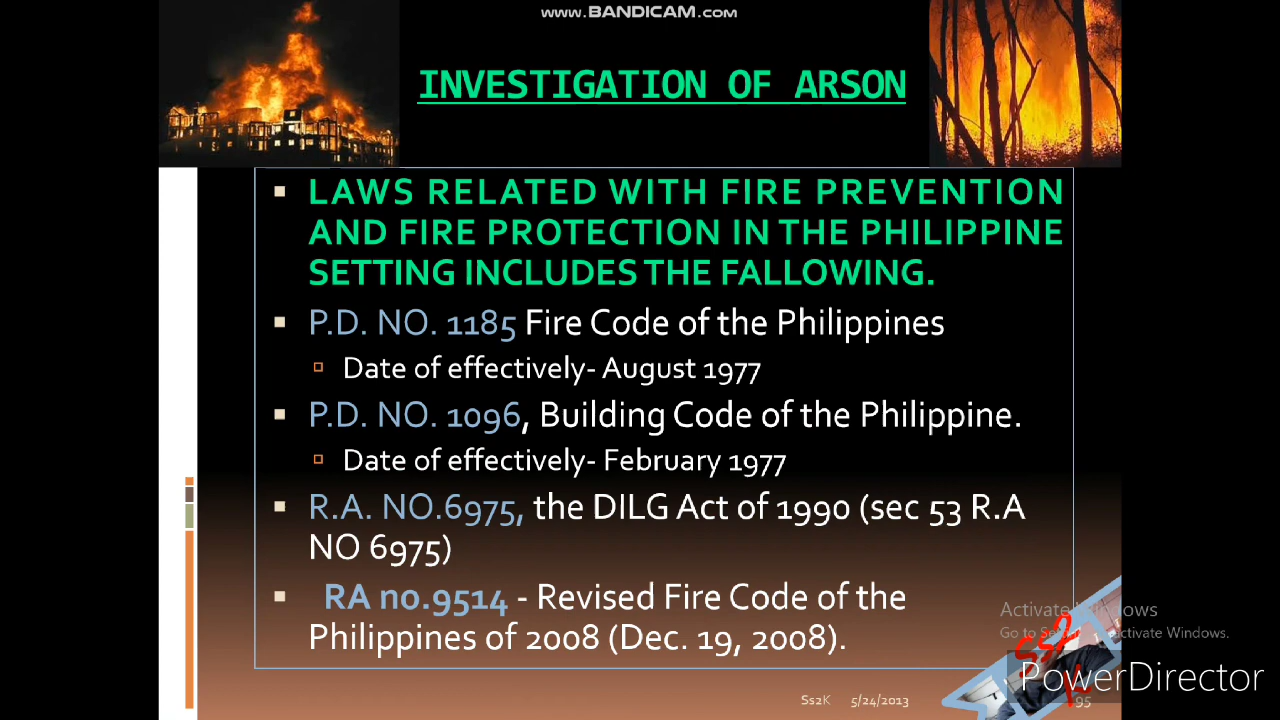 www.BANDICAM.com
INVESTIGATION OF ARSON
LAWS RELATED WITH FIRE PREVENTION
AND FIRE PROTECTION IN THE PHILIPPINE
SETTING INCLUDES THE FALLOWING.
P.D. NO. 1185 Fire Code of the Philippines
Date of effectively- August 1977
P.D. NO. 1096, Building Code of the Philippine.
Date of effectively- February 1977
R.A. NO.6975, the DILG Act of 1990 (sec 53 R.A
NO 6975)
RA no.9514 - Revised Fire Code of the
Philippines of 2008 (Dec. 19, 2008).
Activate Windows
Go to activate Windows.
PowerDirector
Ss2K 5/24/2013 95